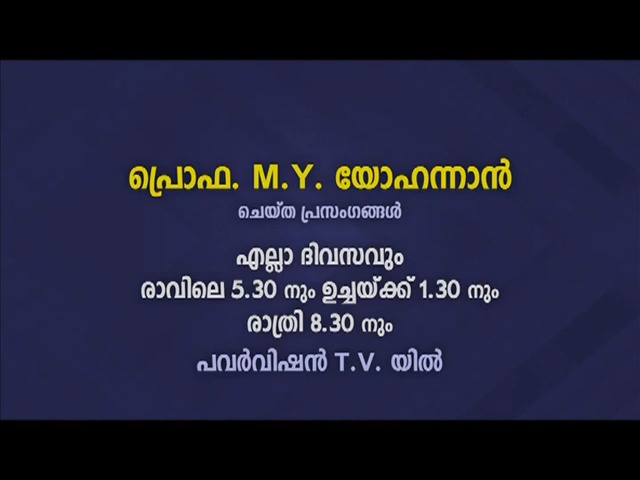 പ്രൊഫ. M.Y. യോഹന്നാൻ
ചെയ്ത പ്രസംഗങ്ങൾ
എല്ലാ ദിവസവും
രാവിലെ 5.30 നും ഉച്ചയ്ക്ക് 1.30 നും
രാത്രി 8.30 നും
പവർവിഷൻ T.V. യിൽ